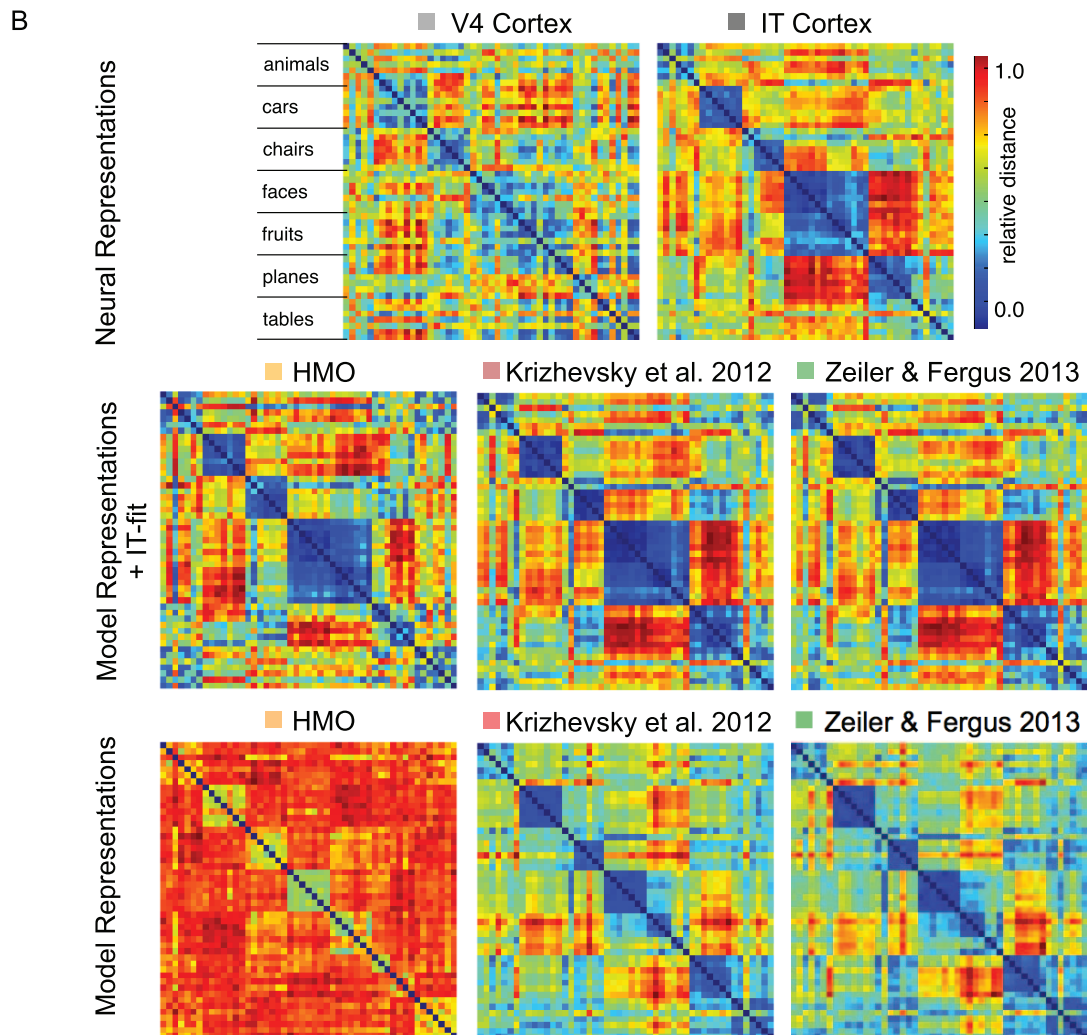 B
V4 Cortex
IT Cortex
Neural Representations
animals
cars
chairs
faces
fruits
planes
tables
1.0
relative distance
0.0
Model Representations
+ IT-fit
HMO
Krizhevsky et al. 2012
Zeiler & Fergus 2013
Model Representations
HMO
Krizhevsky et al. 2012
Zeiler & Fergus 2013